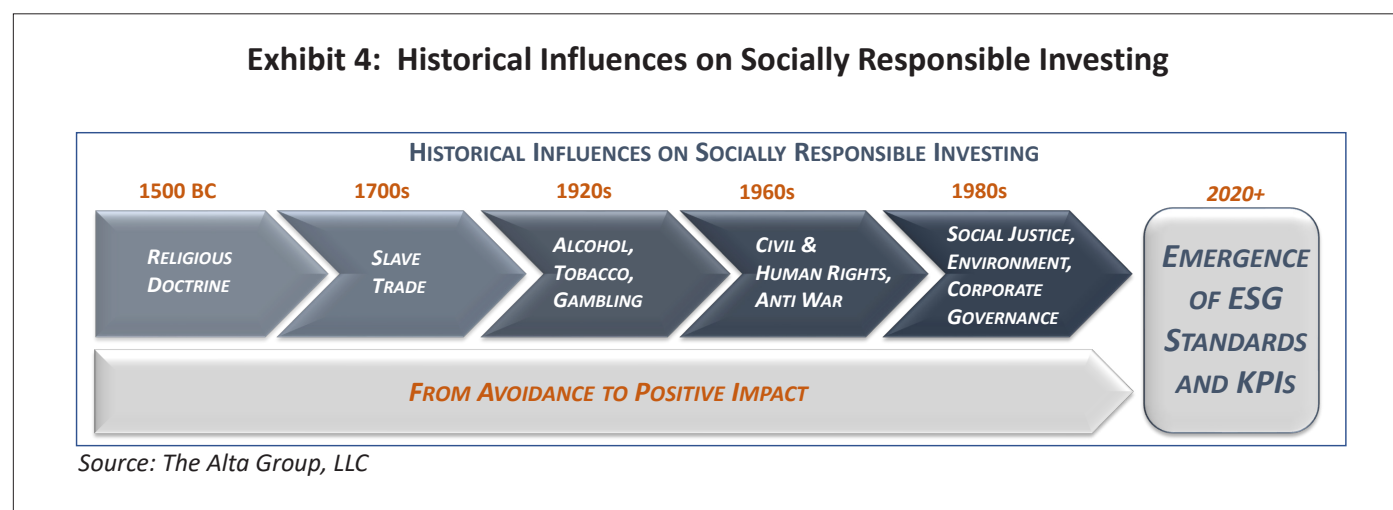 Exhibit 4: Historical Influences on Socially Responsible Investing
HISTORICAL INFLUENCES ON SOCIALLY RESPONSIBLE INVESTING
1500 BC
RELIGIOUS
DOCTRINE
1700s
SLAVE
TRADE
1920s
ALCOHOL,
TOBACCO,
GAMBLING
1960s
CIVIL &
HUMAN RIGHTS,
ANTI WAR
1980s
SOCIAL JUSTICE,
ENVIRONMENT,
CORPORATE
GOVERNANCE
2020+
EMERGENCE
OF ESG
STANDARDS
AND KPIS
FROM AVOIDANCE TO POSITIVE IMPACT
Source: The Alta Group, LLC